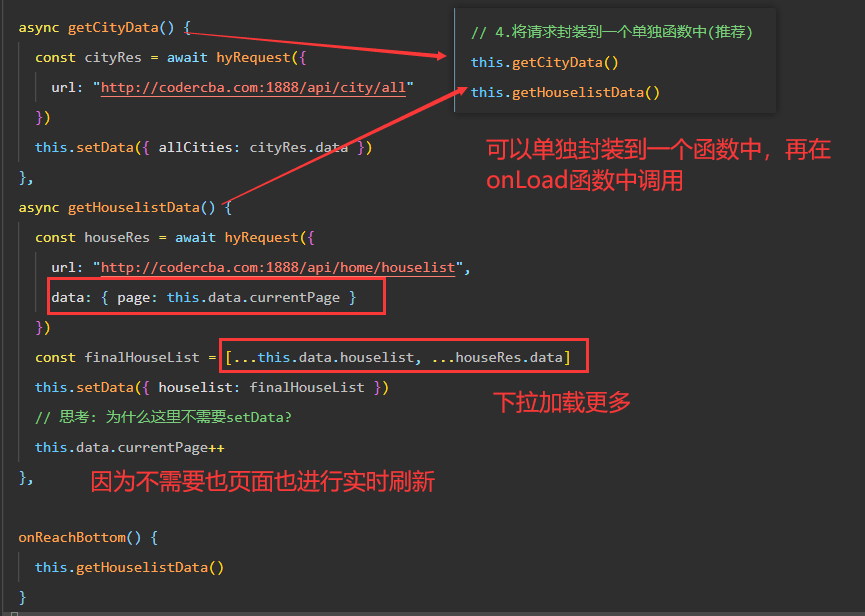 async getCityData() {
const cityRes = await hyRequest({
url: "http://codercba.com:1888/api/city/all"
})
this.setData({ allCities: cityRes.data })
},
async getHouselistData() {
const houseRes = await hyRequest({
url: "http://codercba.com:1888/api/home/houselist",
data: { page: this.data.currentPage }
})
const finalHouseList = [...this.data.houselist, ...houseRes.data]
this.setData({ houselist: finalHouseList })
// 思考: 为什么这里不需要setData?
this.data.currentPage++
},
onReachBottom() {
this.getHouselistData()
}
// 4.将请求封装到一个单独函数中(推荐)
this.getCityData()
this.getHouselistData()
可以单独封装到一个函数中，再在
onLoad函数中调用
下拉加载更多
因为不需要也页面也进行实时刷新